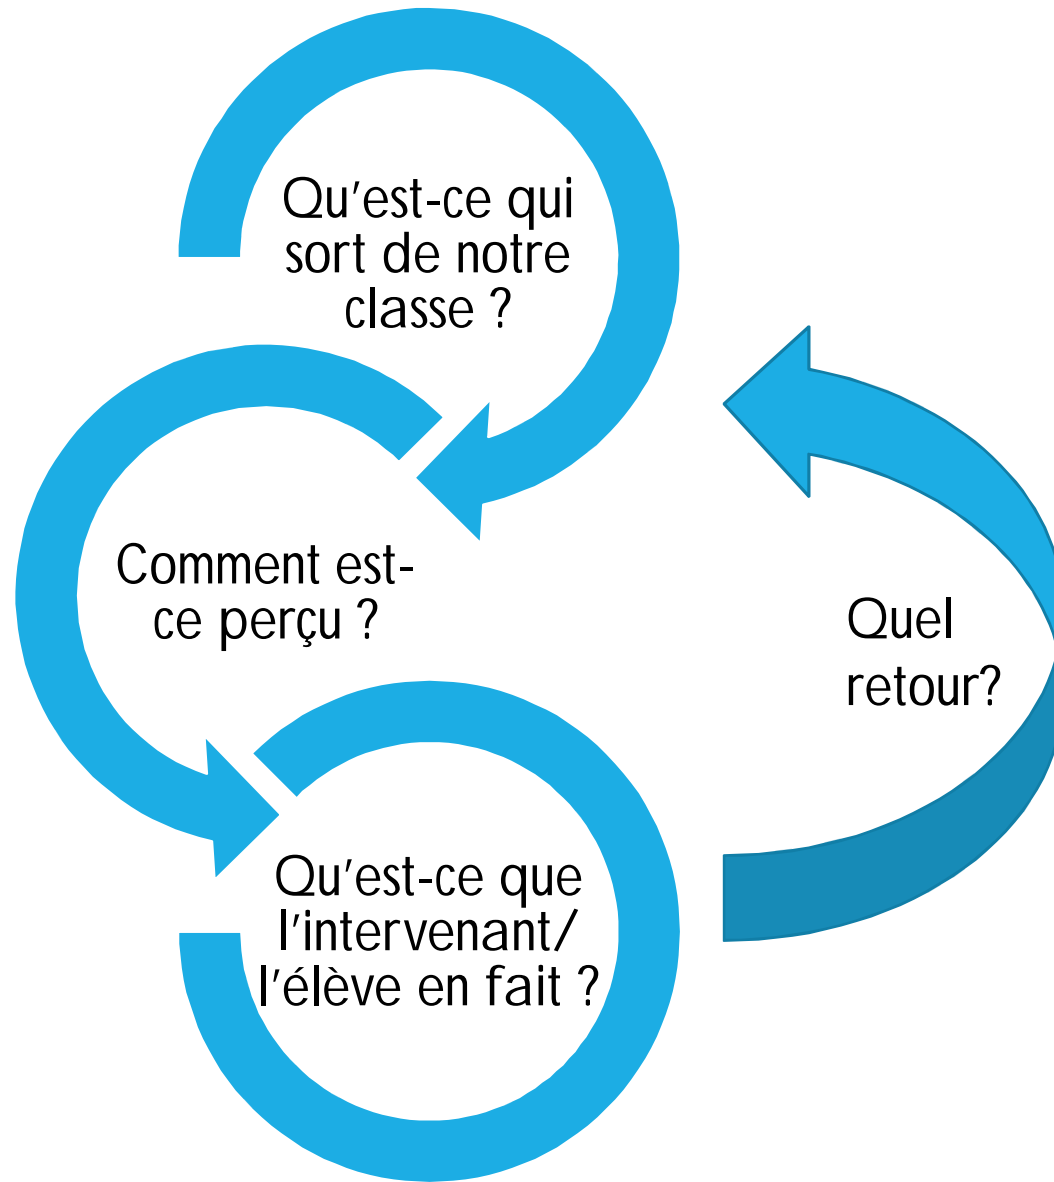 Qu'est-ce qui
sort de notre
classe ?
Comment est-
ce perçu ?
Quel
retour?
Qu'est-ce que
l'intervenant/
l'élève en fait ?